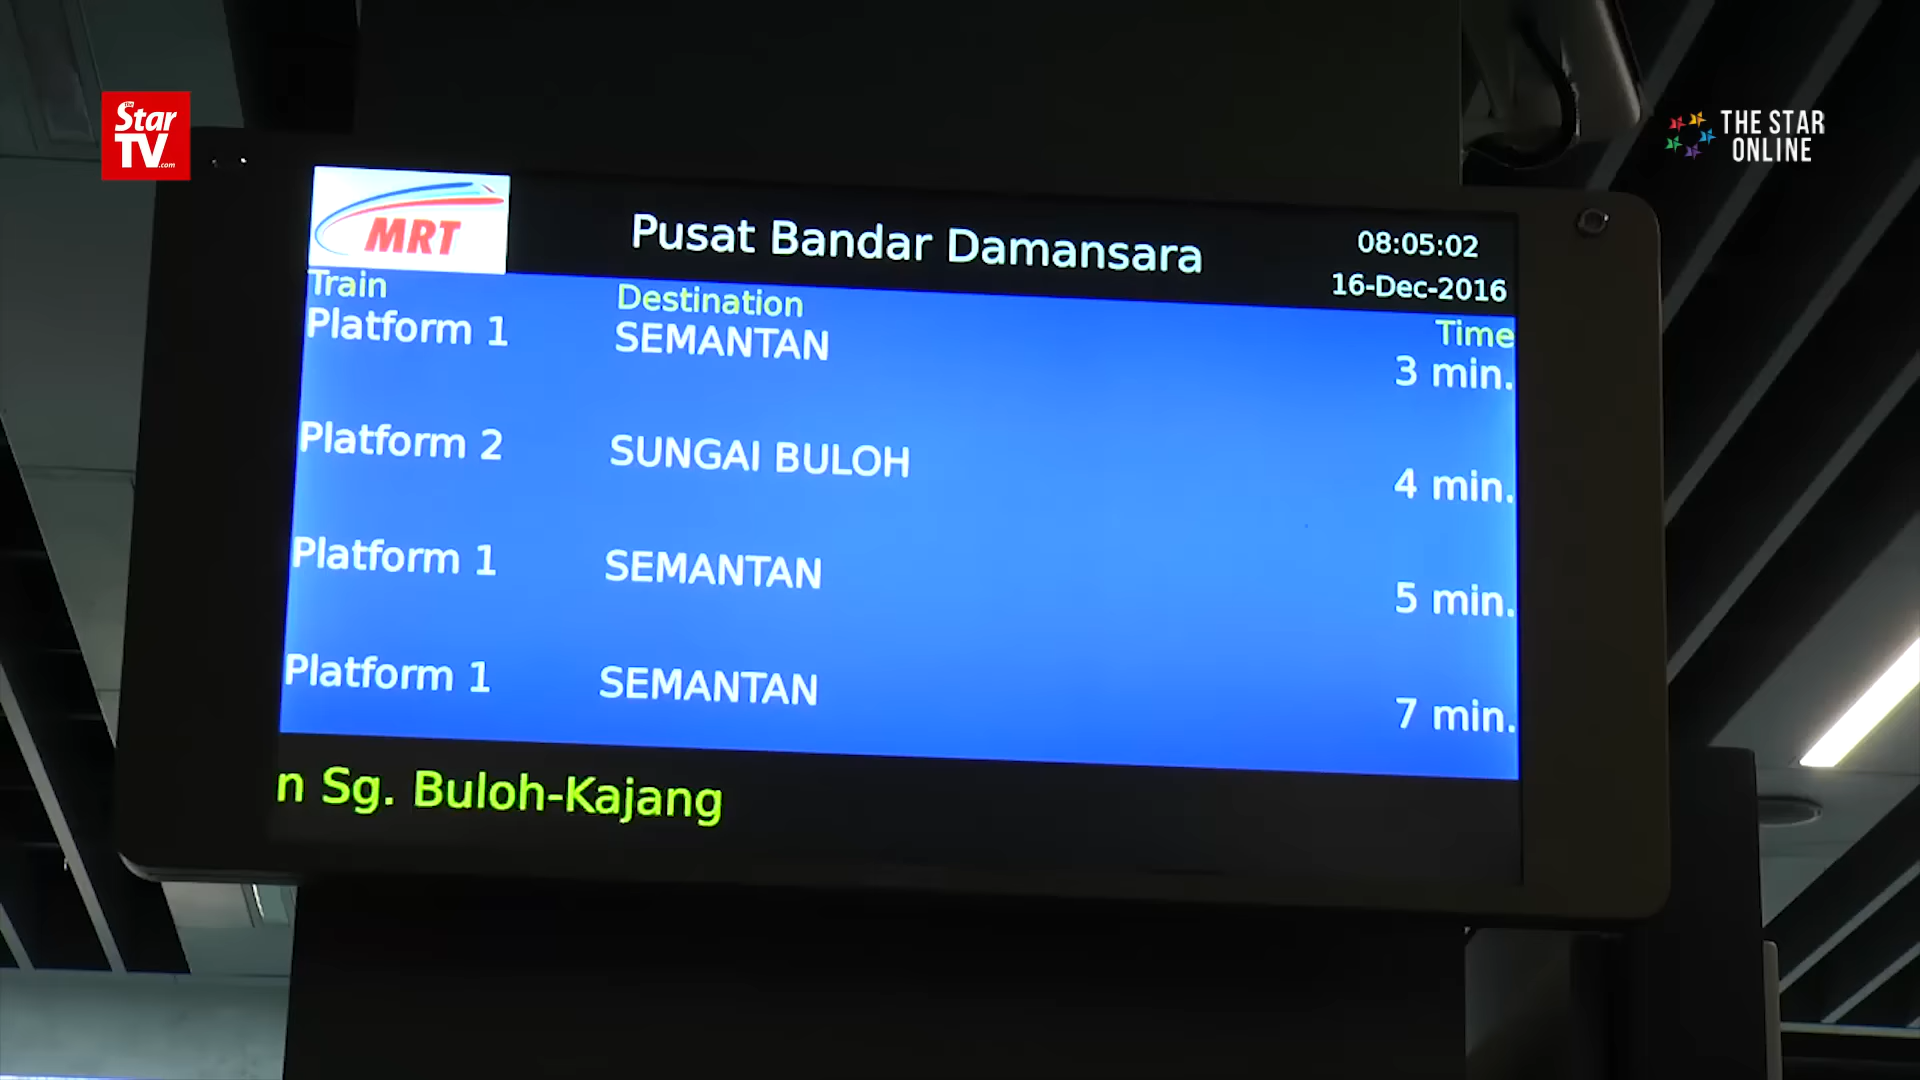 The Star TV.com
THE STAR ONLINE
MRT
Pusat Bandar Damansara
08:05:02
16-Dec-2016
Train Destination Time
Platform 1 SEMANTAN 3 min.
Platform 2 SUNGAI BULOH 4 min.
Platform 1 SEMANTAN 5 min.
Platform 1 SEMANTAN 7 min.
n Sg. Buloh-Kajang